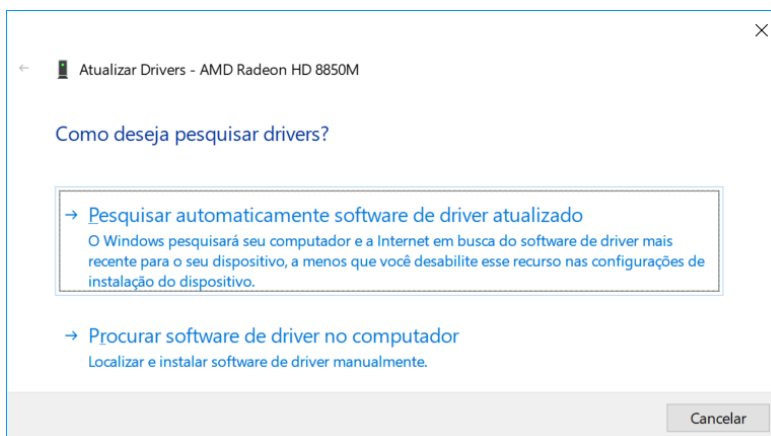 Atualizar Drivers - AMD Radeon HD 8850M
Como deseja pesquisar drivers?
Pesquisar automaticamente software de driver atualizado
O Windows pesquisará seu computador e a Internet em busca do software de driver mais
recente para o seu dispositivo, a menos que você desabilite esse recurso nas configurações de
instalação do dispositivo.
Procurar software de driver no computador
Localizar e instalar software de driver manualmente.
Cancelar